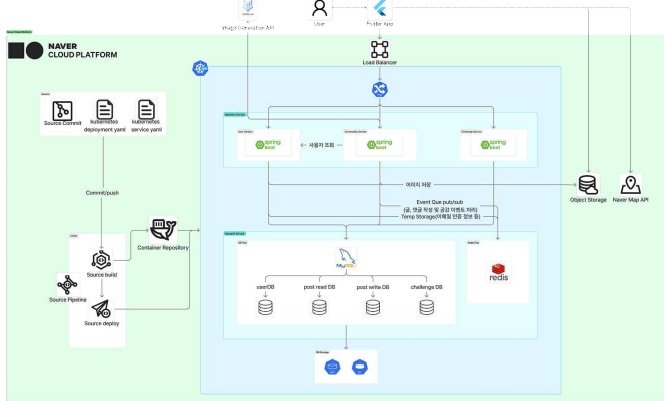 Image Generation API
User
Flutter App
NAVER
CLOUD PLATFORM
Load Balancer
Source Commit
kubernetes
deployment yaml
kubernetes
service yaml
spring
boot
사용자 조회
spring
boot
spring
boot
이미지 저장
Object Storage
Naver Map API
Commit/push
Event Que pub/sub
(글, 댓글 작성 및 공감 이벤트 처리)
Temp Storage(이메일 인증 정보 등)
Container Repository
Source build
Source Pipeline
Source deploy
MySQL
redis
userDB
post read DB
post write DB
challenge DB